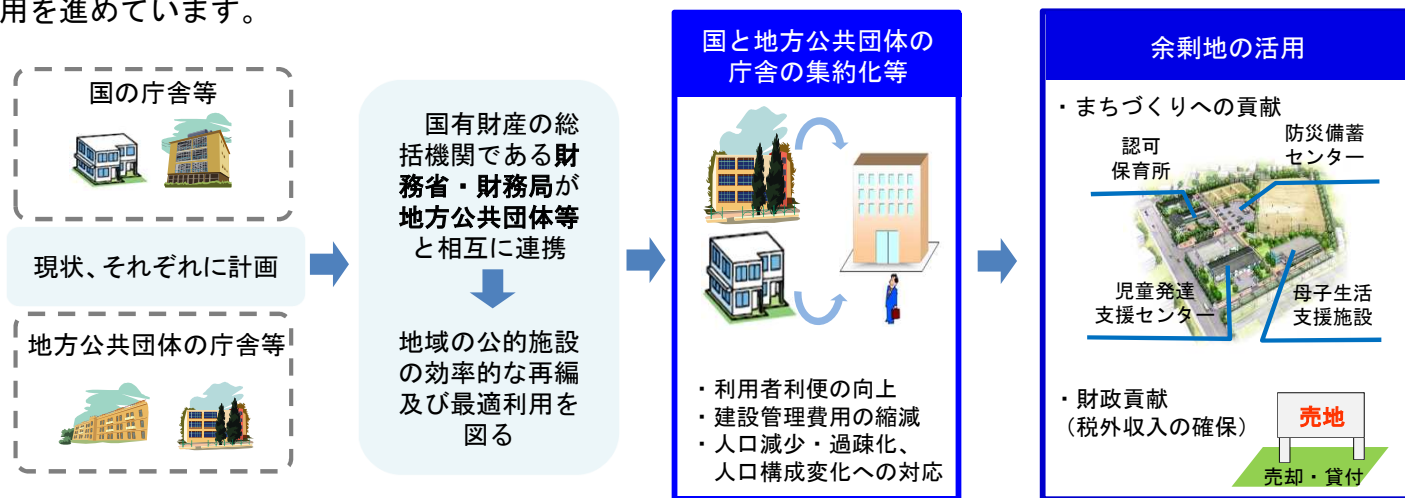 用を進めています。
国の庁舎等
現状、それぞれに計画
地方公共団体の庁舎等
国有財産の総
括機関である財
務省・財務局が
地方公共団体等
と相互に連携
地域の公的施設
の効率的な再編
及び最適利用を
図る
国と地方公共団体の
庁舎の集約化等
・利用者利便の向上
・建設管理費用の縮減
・人口減少・過疎化、
人口構成変化への対応
余剰地の活用
・まちづくりへの貢献
認可
保育所
防災備蓄
センター
児童発達
支援センター
母子生活
支援施設
・財政貢献
（税外収入の確保）
売地
売却・貸付